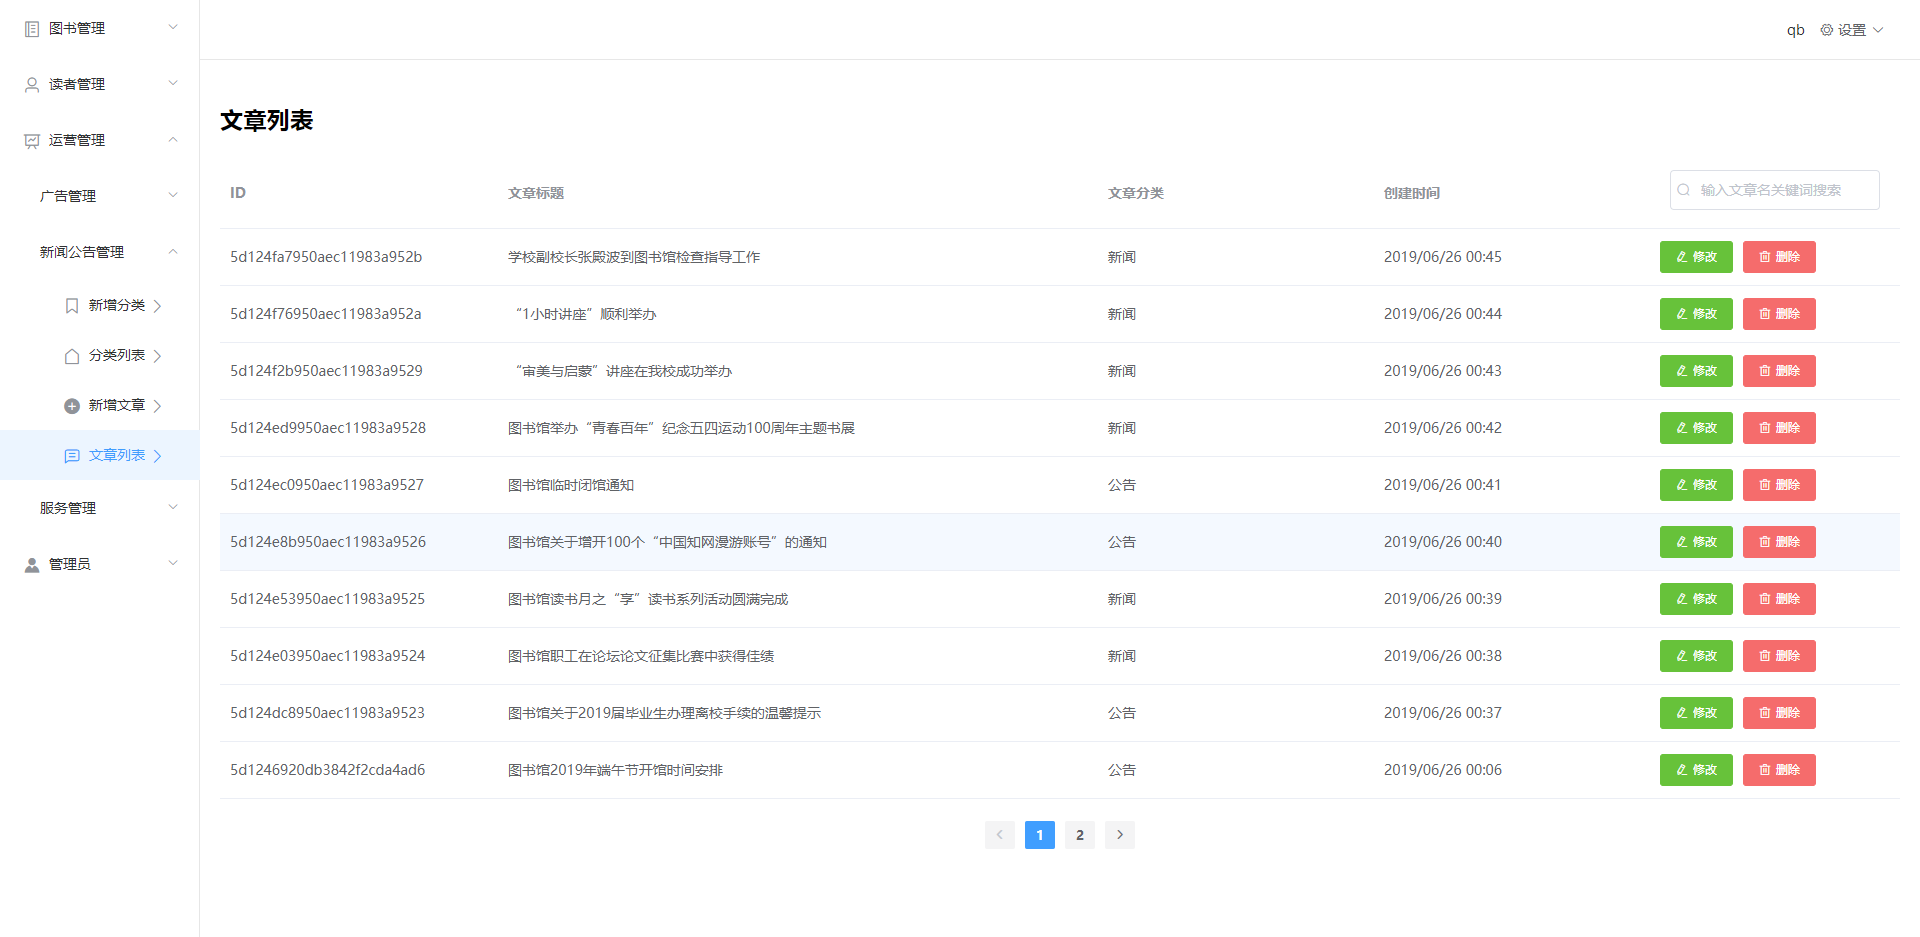 图书管理
读者管理
运营管理
广告管理
新闻公告管理
新增分类
分类列表
新增文章
文章列表
服务管理
管理员
qb 设置
文章列表
ID 文章标题 文章分类 创建时间 输入文章名关键词搜索
5d124fa7950aec11983a952b 学校副校长张殿波到图书馆检查指导工作 新闻 2019/06/26 00:45 修改 删除
5d124f76950aec11983a952a “1小时讲座”顺利举办 新闻 2019/06/26 00:44 修改 删除
5d124f2b950aec11983a9529 “审美与启蒙”讲座在我校成功举办 新闻 2019/06/26 00:43 修改 删除
5d124ed9950aec11983a9528 图书馆举办“青春百年”纪念五四运动100周年主题书展 新闻 2019/06/26 00:42 修改 删除
5d124ec0950aec11983a9527 图书馆临时闭馆通知 公告 2019/06/26 00:41 修改 删除
5d124e8b950aec11983a9526 图书馆关于增开100个“中国知网漫游账号”的通知 公告 2019/06/26 00:40 修改 删除
5d124e53950aec11983a9525 图书馆读书月之“享”读书系列活动圆满完成 新闻 2019/06/26 00:39 修改 删除
5d124e03950aec11983a9524 图书馆职工在论坛论文征集比赛中获得佳绩 新闻 2019/06/26 00:38 修改 删除
5d124dc8950aec11983a9523 图书馆关于2019届毕业生办理离校手续的温馨提示 公告 2019/06/26 00:37 修改 删除
5d1246920db3842f2cda4ad6 图书馆2019年端午节开馆时间安排 公告 2019/06/26 00:06 修改 删除
1 2